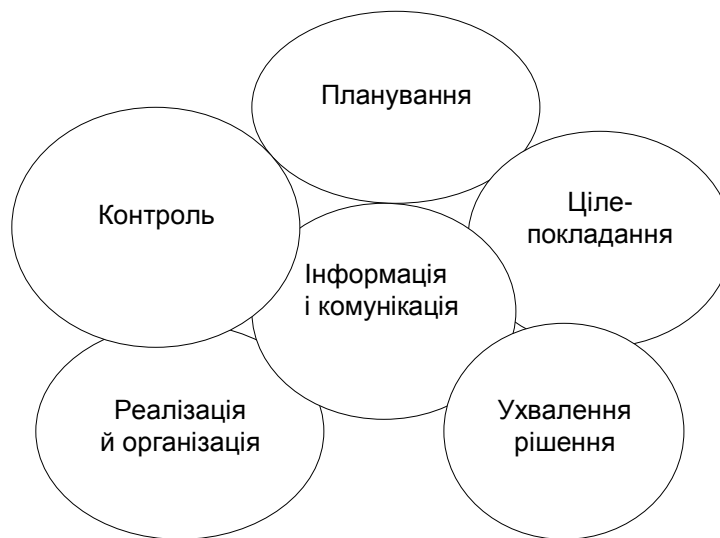 Планування
Ціле-
покладання
Контроль
Інформація
і комунікація
Реалізація
й організація
Ухвалення
рішення